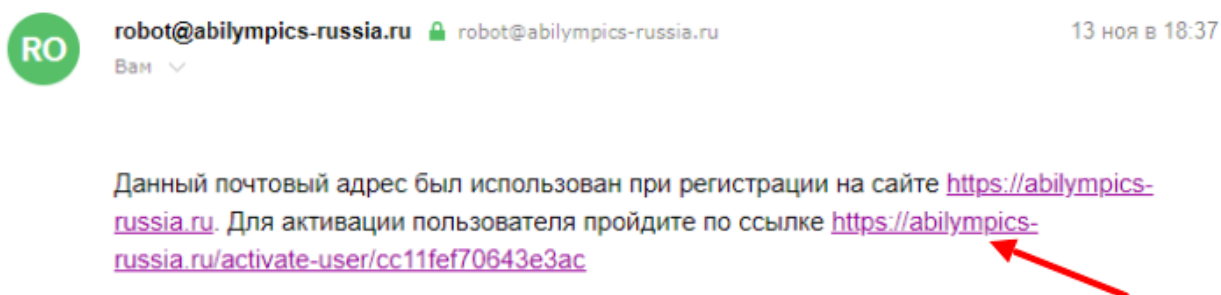 RO
robot@abilympics-russia.ru robot@abilympics-russia.ru 13 ноя в 18:37
Вам
Данный почтовый адрес был использован при регистрации на сайте https://abilympics-
russia.ru. Для активации пользователя пройдите по ссылке https://abilympics-
russia.ru/activate-user/cc11fef70643e3ac